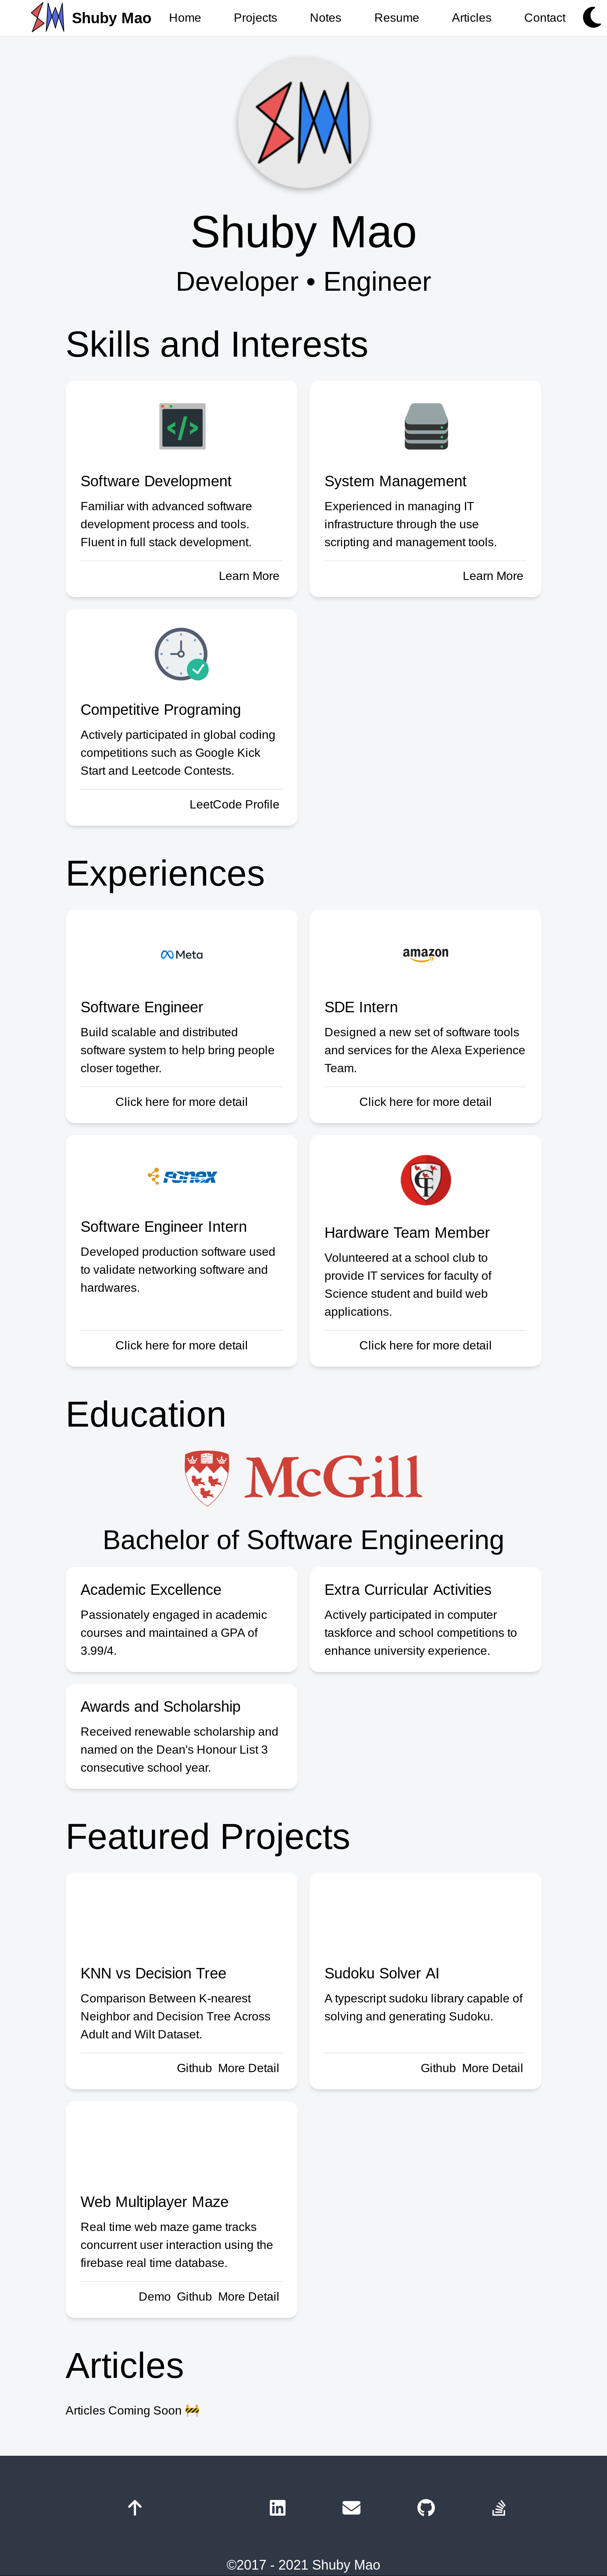 Shuby Mao Home Projects Notes Resume Articles Contact
SM
Shuby Mao
Developer • Engineer
Skills and Interests
</>
Software Development
Familiar with advanced software
development process and tools.
Fluent in full stack development.
Learn More
System Management
Experienced in managing IT
infrastructure through the use
scripting and management tools.
Learn More
Competitive Programing
Actively participated in global coding
competitions such as Google Kick
Start and Leetcode Contests.
LeetCode Profile
Experiences
Meta
Software Engineer
Build scalable and distributed
software system to help bring people
closer together.
Click here for more detail
amazon
SDE Intern
Designed a new set of software tools
and services for the Alexa Experience
Team.
Click here for more detail
Fonex
Software Engineer Intern
Developed production software used
to validate networking software and
hardwares.
Click here for more detail
CTF
Hardware Team Member
Volunteered at a school club to
provide IT services for faculty of
Science student and build web
applications.
Click here for more detail
Education
McGill
Bachelor of Software Engineering
Academic Excellence
Passionately engaged in academic
courses and maintained a GPA of
3.99/4.
Extra Curricular Activities
Actively participated in computer
taskforce and school competitions to
enhance university experience.
Awards and Scholarship
Received renewable scholarship and
named on the Dean's Honour List 3
consecutive school year.
Featured Projects
KNN vs Decision Tree
Comparison Between K-nearest
Neighbor and Decision Tree Across
Adult and Wilt Dataset.
Github More Detail
Sudoku Solver AI
A typescript sudoku library capable of
solving and generating Sudoku.
Github More Detail
Web Multiplayer Maze
Real time web maze game tracks
concurrent user interaction using the
firebase real time database.
Demo Github More Detail
Articles
Articles Coming Soon 🚧
©2017 - 2021 Shuby Mao